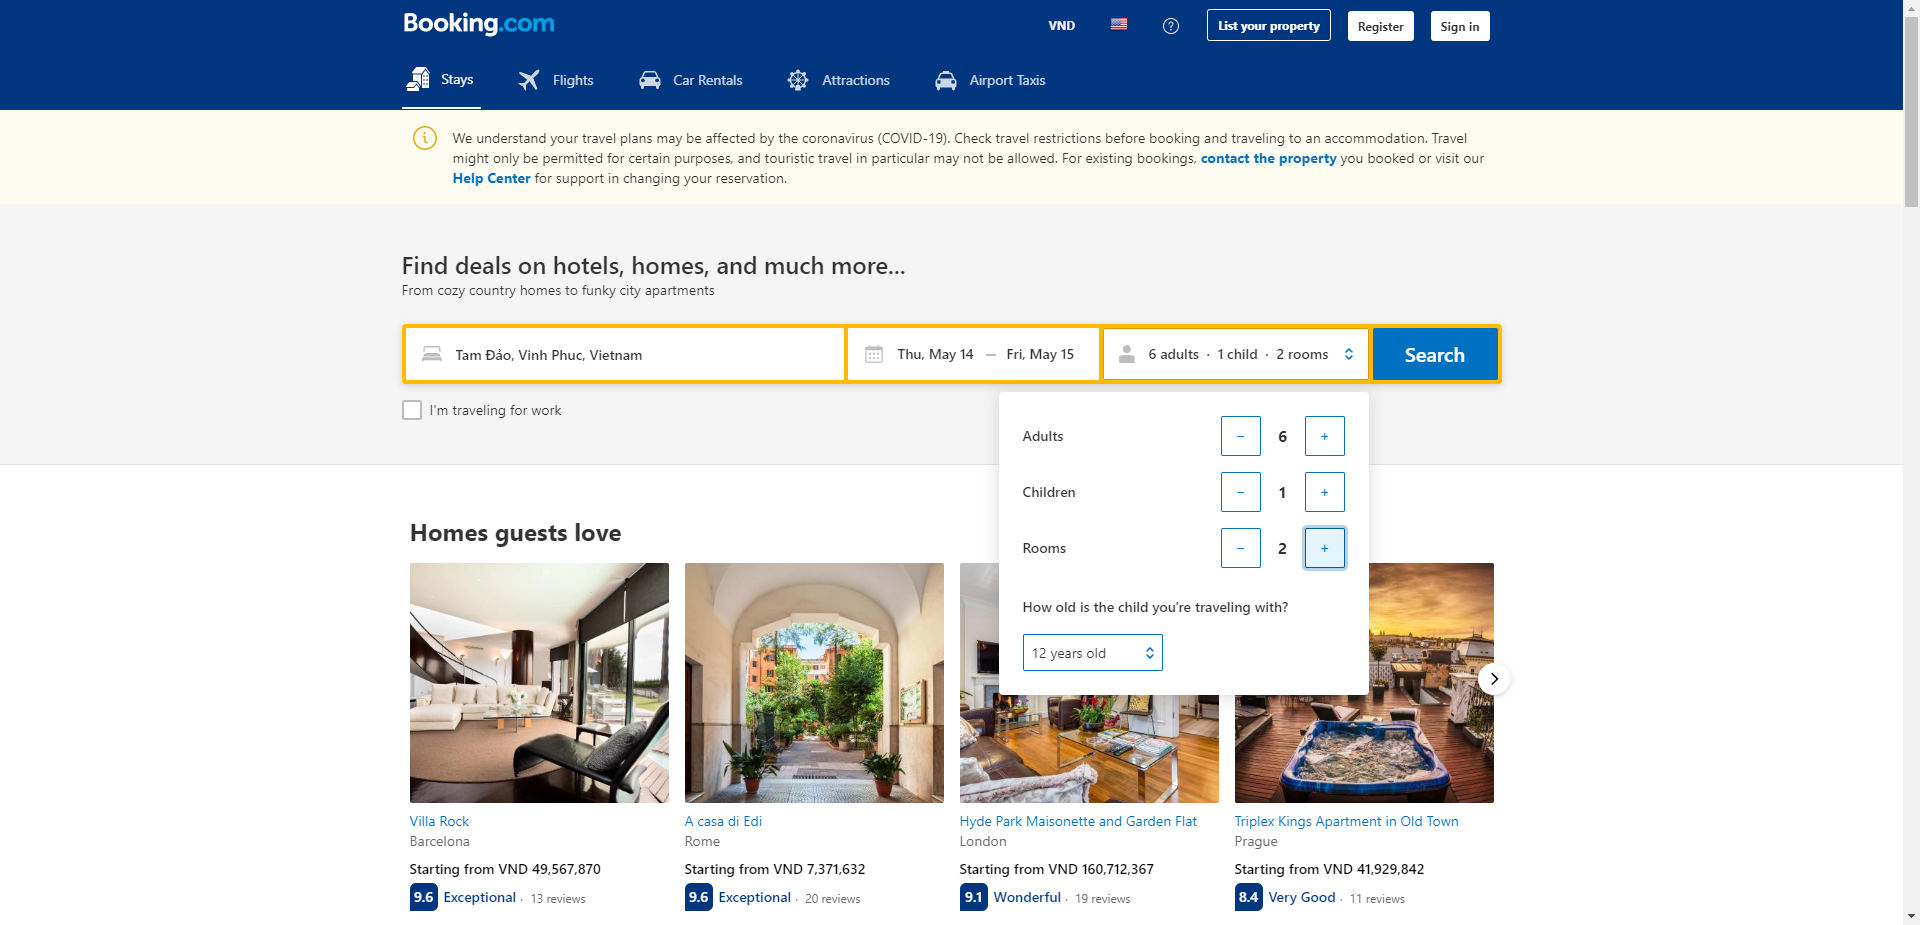 Booking.com
VND
List your property
Register
Sign in
Stays
Flights
Car Rentals
Attractions
Airport Taxis
We understand your travel plans may be affected by the coronavirus (COVID-19). Check travel restrictions before booking and traveling to an accommodation. Travel
might only be permitted for certain purposes, and touristic travel in particular may not be allowed. For existing bookings, contact the property you booked or visit our
Help Center for support in changing your reservation.
Find deals on hotels, homes, and much more...
From cozy country homes to funky city apartments
Tam Đảo, Vinh Phuc, Vietnam
Thu, May 14 — Fri, May 15
6 adults · 1 child · 2 rooms
Search
I'm traveling for work
Adults − 6 +
Children − 1 +
Rooms − 2 +
How old is the child you're traveling with?
12 years old
Homes guests love
Villa Rock
Barcelona
Starting from VND 49,567,870
9.6 Exceptional · 13 reviews
A casa di Edi
Rome
Starting from VND 7,371,632
9.6 Exceptional · 20 reviews
Hyde Park Maisonette and Garden Flat
London
Starting from VND 160,712,367
9.1 Wonderful · 19 reviews
Triplex Kings Apartment in Old Town
Prague
Starting from VND 41,929,842
8.4 Very Good · 11 reviews